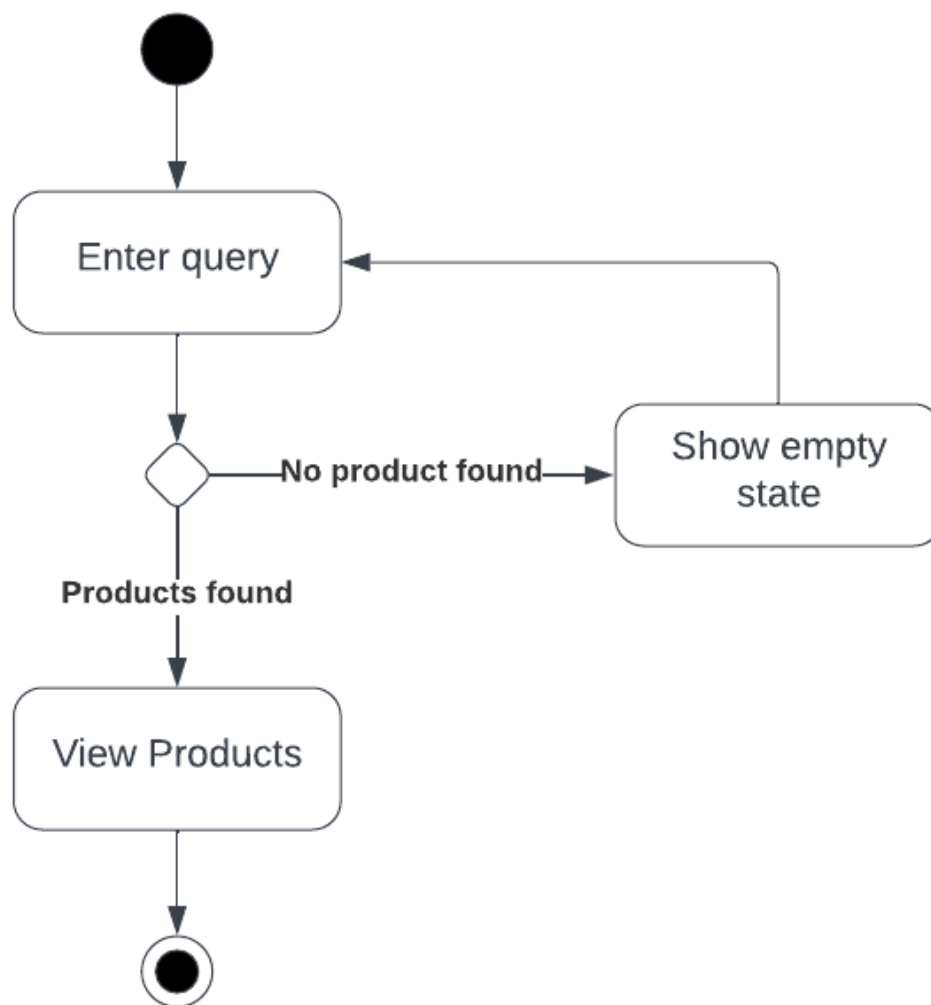 Enter query
No product found
Show empty
state
Products found
View Products